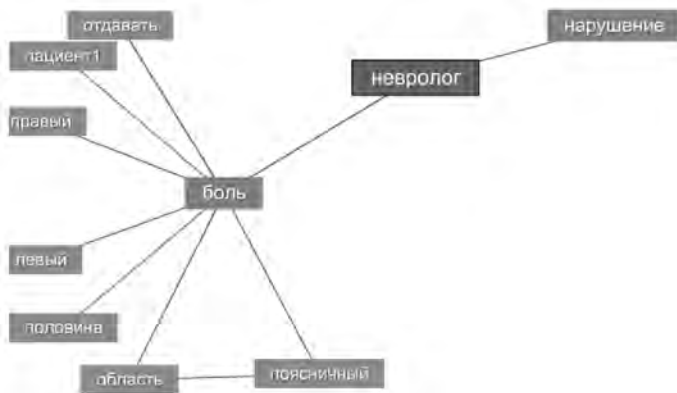 отдавать
нарушение
пациент1
невролог
правый
боль
левый
половина
область
поясничный